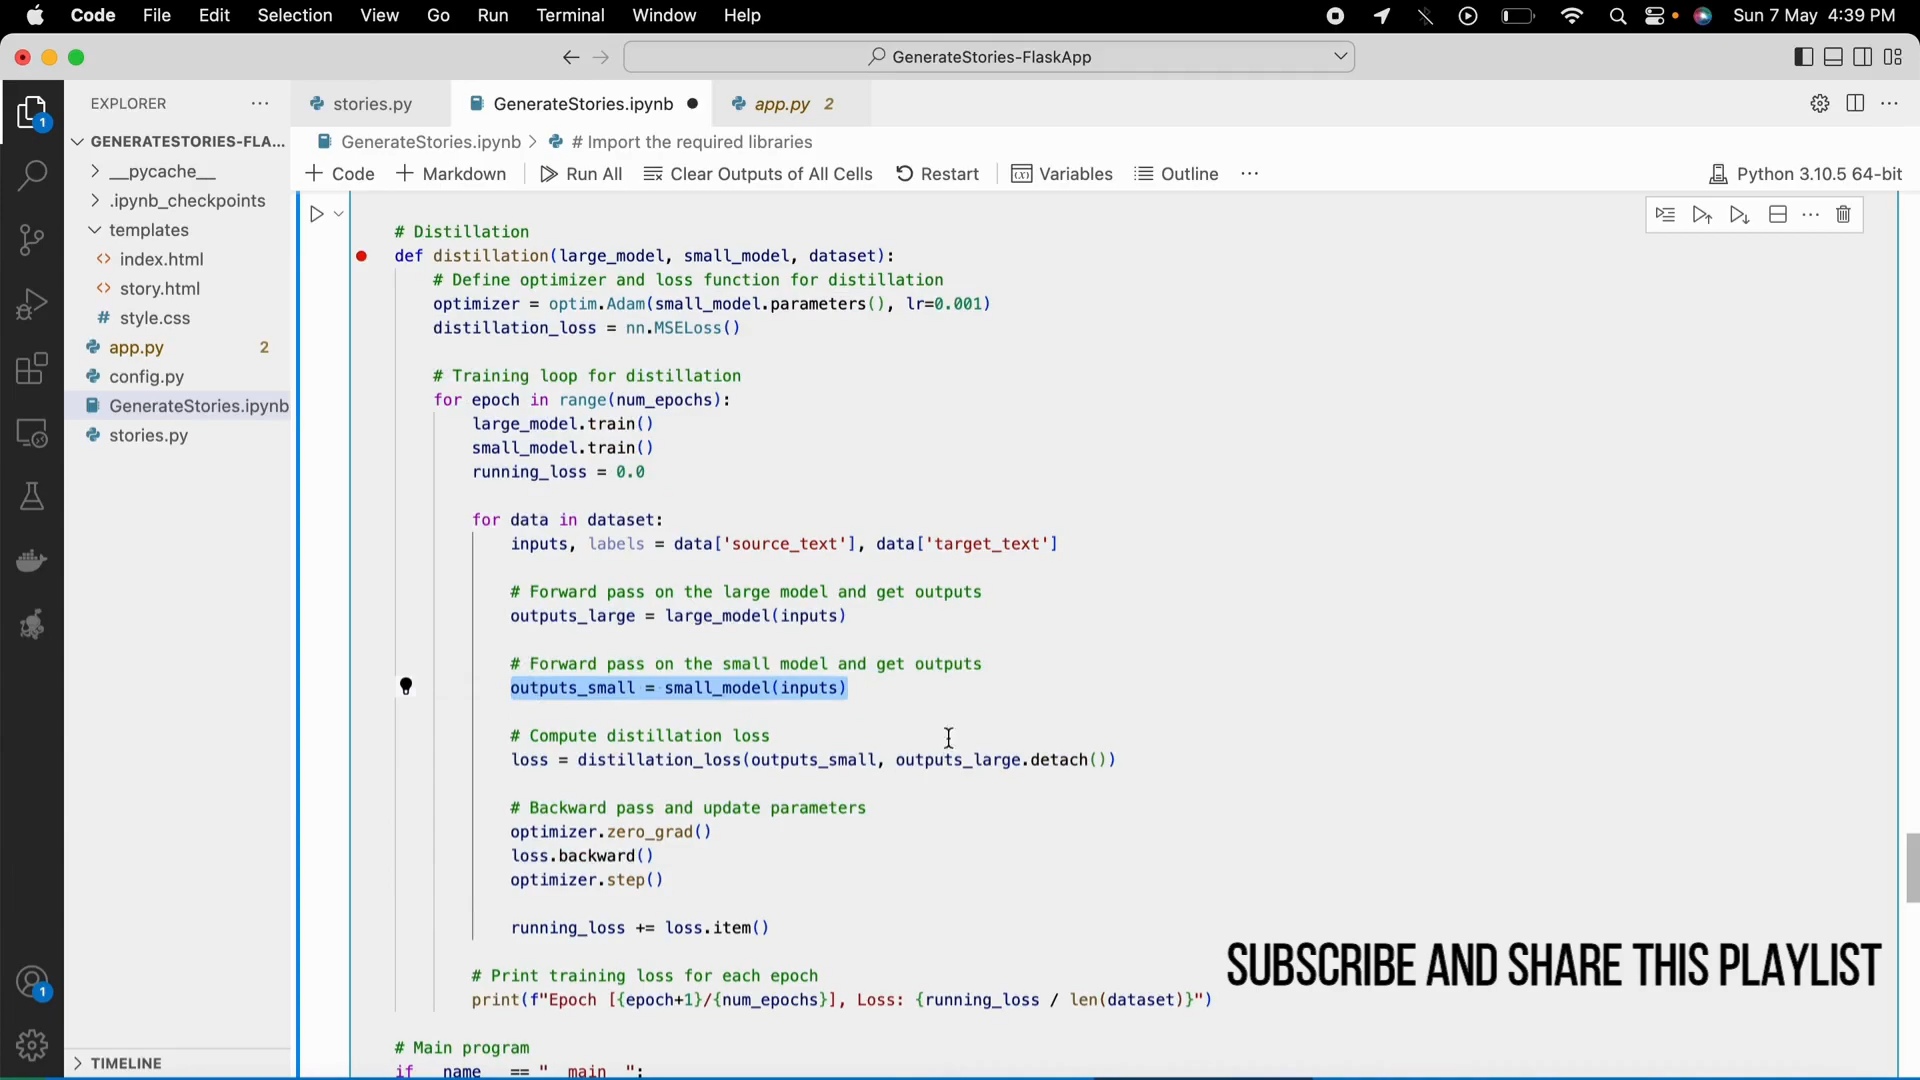 Code File Edit Selection View Go Run Terminal Window Help Sun 7 May 4:39 PM
GenerateStories-FlaskApp
EXPLORER
stories.py
GenerateStories.ipynb
app.py 2
GENERATESTORIES-FLA...
GenerateStories.ipynb > # Import the required libraries
__pycache__
+ Code + Markdown Run All Clear Outputs of All Cells Restart Variables Outline ... Python 3.10.5 64-bit
.ipynb_checkpoints
templates
index.html
story.html
style.css
app.py 2
config.py
GenerateStories.ipynb
stories.py
TIMELINE
1
1
# Distillation
def distillation(large_model, small_model, dataset):
# Define optimizer and loss function for distillation
optimizer = optim.Adam(small_model.parameters(), lr=0.001)
distillation_loss = nn.MSELoss()
# Training loop for distillation
for epoch in range(num_epochs):
large_model.train()
small_model.train()
running_loss = 0.0
for data in dataset:
inputs, labels = data['source_text'], data['target_text']
# Forward pass on the large model and get outputs
outputs_large = large_model(inputs)
# Forward pass on the small model and get outputs
outputs_small = small_model(inputs)
# Compute distillation loss
loss = distillation_loss(outputs_small, outputs_large.detach())
# Backward pass and update parameters
optimizer.zero_grad()
loss.backward()
optimizer.step()
running_loss += loss.item()
# Print training loss for each epoch
print(f"Epoch [{epoch+1}/{num_epochs}], Loss: {running_loss / len(dataset)}")
# Main program
if __name__ == "__main__":
SUBSCRIBE AND SHARE THIS PLAYLIST